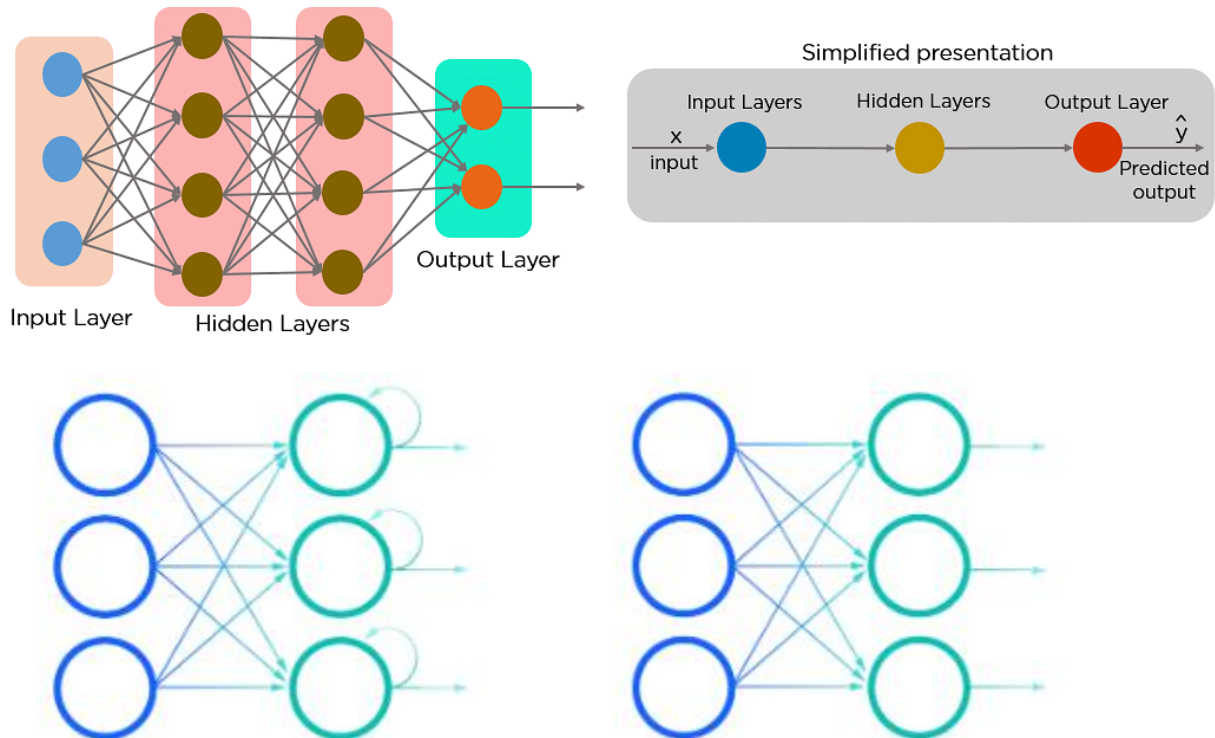 Input Layer
Hidden Layers
Output Layer
Simplified presentation
Input Layers
Hidden Layers
Output Layer
x
input
ŷ
Predicted
output